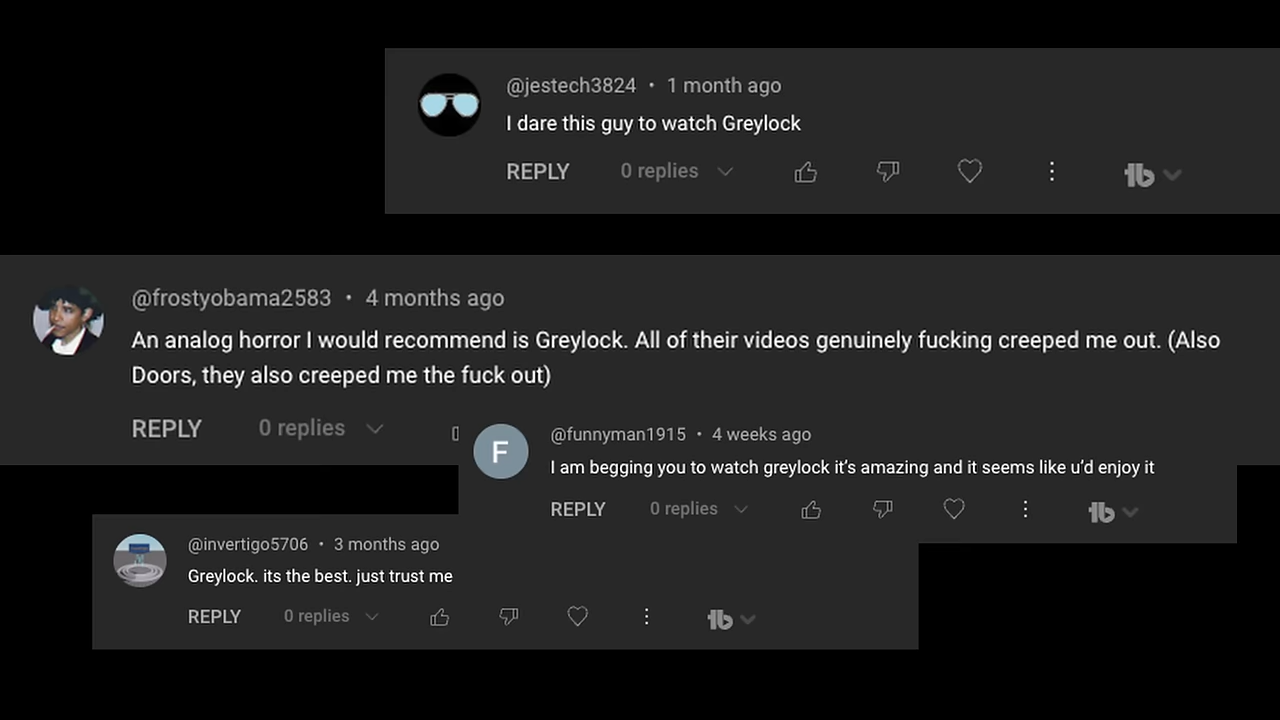 @jestech3824 • 1 month ago
I dare this guy to watch Greylock
REPLY 0 replies
@frostyobama2583 • 4 months ago
An analog horror I would recommend is Greylock. All of their videos genuinely fucking creeped me out. (Also
Doors, they also creeped me the fuck out)
REPLY 0 replies
F
@funnyman1915 • 4 weeks ago
I am begging you to watch greylock it's amazing and it seems like u'd enjoy it
REPLY 0 replies
@invertigo5706 • 3 months ago
Greylock. its the best. just trust me
REPLY 0 replies